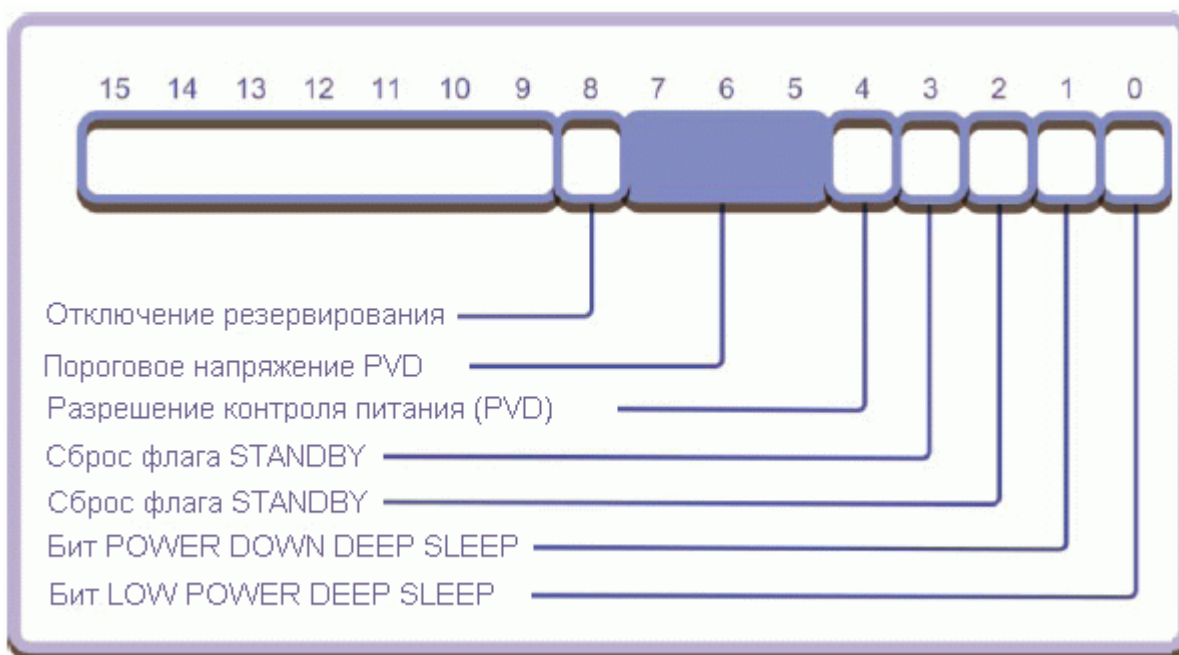 15 14 13 12 11 10 9 8 7 6 5 4 3 2 1 0
Отключение резервирования
Пороговое напряжение PVD
Разрешение контроля питания (PVD)
Сброс флага STANDBY
Сброс флага STANDBY
Бит POWER DOWN DEEP SLEEP
Бит LOW POWER DEEP SLEEP